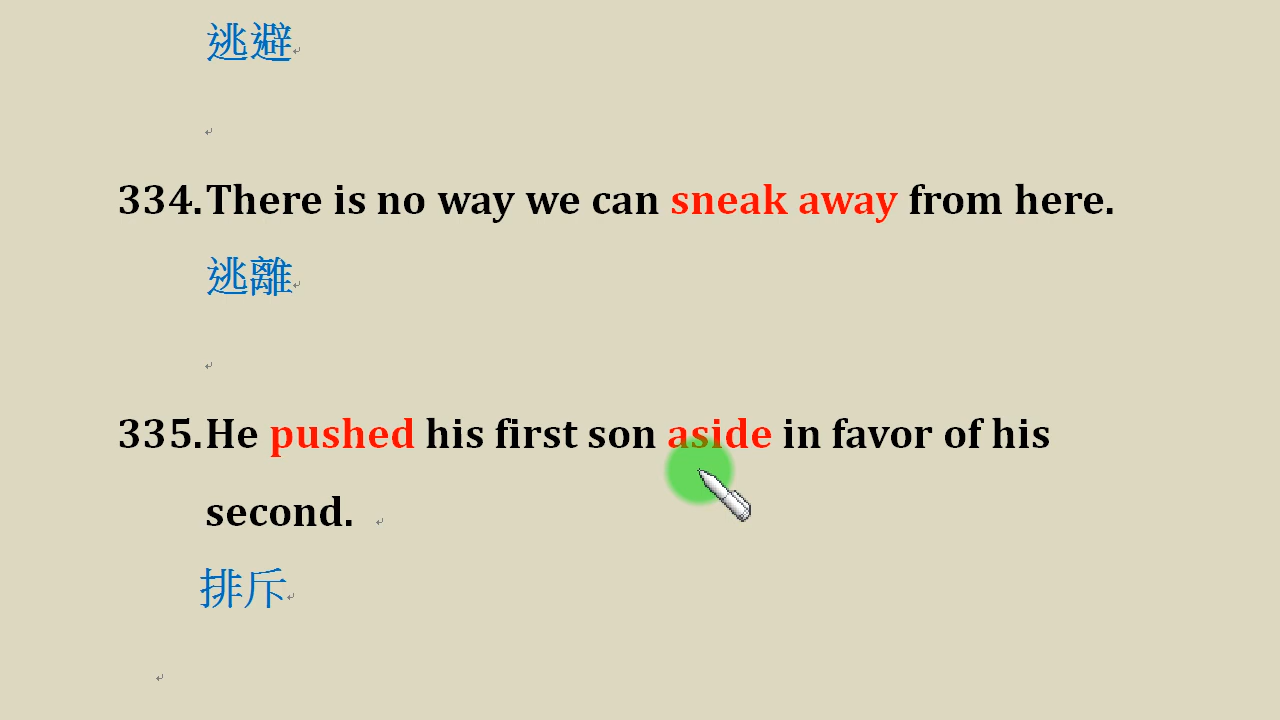 逃避
334.There is no way we can sneak away from here.
逃離
335.He pushed his first son aside in favor of his
second.
排斥